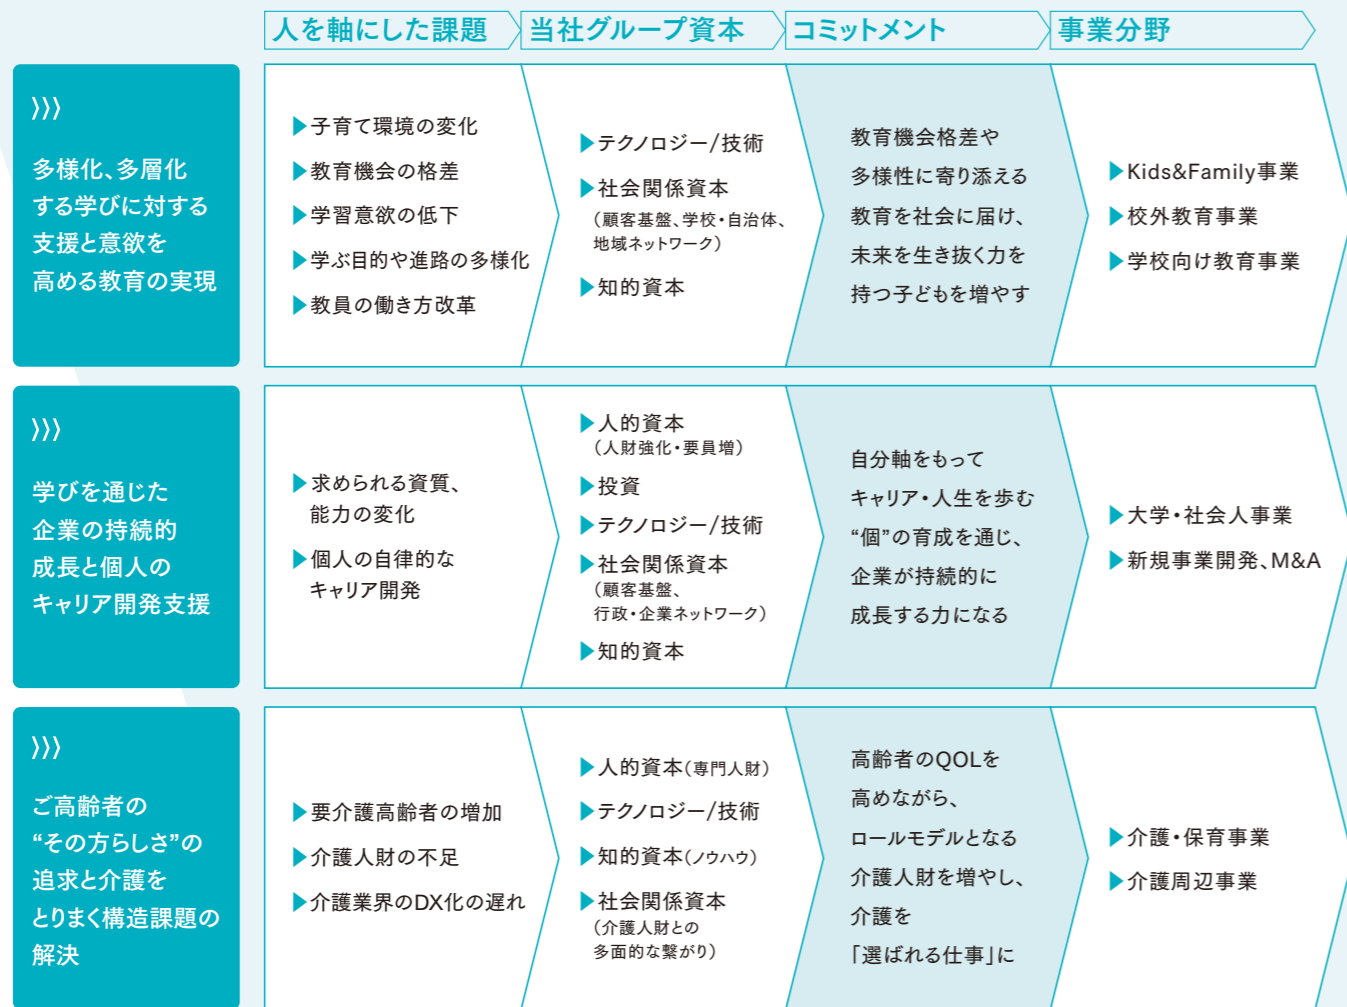 人を軸にした課題
当社グループ資本
コミットメント
事業分野
多様化、多層化
する学びに対する
支援と意欲を
高める教育の実現
▶子育て環境の変化
▶教育機会の格差
▶学習意欲の低下
▶学ぶ目的や進路の多様化
▶教員の働き方改革
▶テクノロジー/技術
▶社会関係資本
（顧客基盤、学校・自治体、
地域ネットワーク）
▶知的資本
教育機会格差や
多様性に寄り添える
教育を社会に届け、
未来を生き抜く力を
持つ子どもを増やす
▶Kids&Family事業
▶校外教育事業
▶学校向け教育事業
学びを通じた
企業の持続的
成長と個人の
キャリア開発支援
▶求められる資質、
能力の変化
▶個人の自律的な
キャリア開発
▶人的資本
（人財強化・要員増）
▶投資
▶テクノロジー/技術
▶社会関係資本
（顧客基盤、
行政・企業ネットワーク）
▶知的資本
自分軸をもって
キャリア・人生を歩む
“個”の育成を通じ、
企業が持続的に
成長する力になる
▶大学・社会人事業
▶新規事業開発、M&A
ご高齢者の
“その方らしさ”の
追求と介護を
とりまく構造課題の
解決
▶要介護高齢者の増加
▶介護人財の不足
▶介護業界のDX化の遅れ
▶人的資本（専門人財）
▶テクノロジー/技術
▶知的資本（ノウハウ）
▶社会関係資本
（介護人財との
多面的な繋がり）
高齢者のQOLを
高めながら、
ロールモデルとなる
介護人財を増やし、
介護を
「選ばれる仕事」に
▶介護・保育事業
▶介護周辺事業